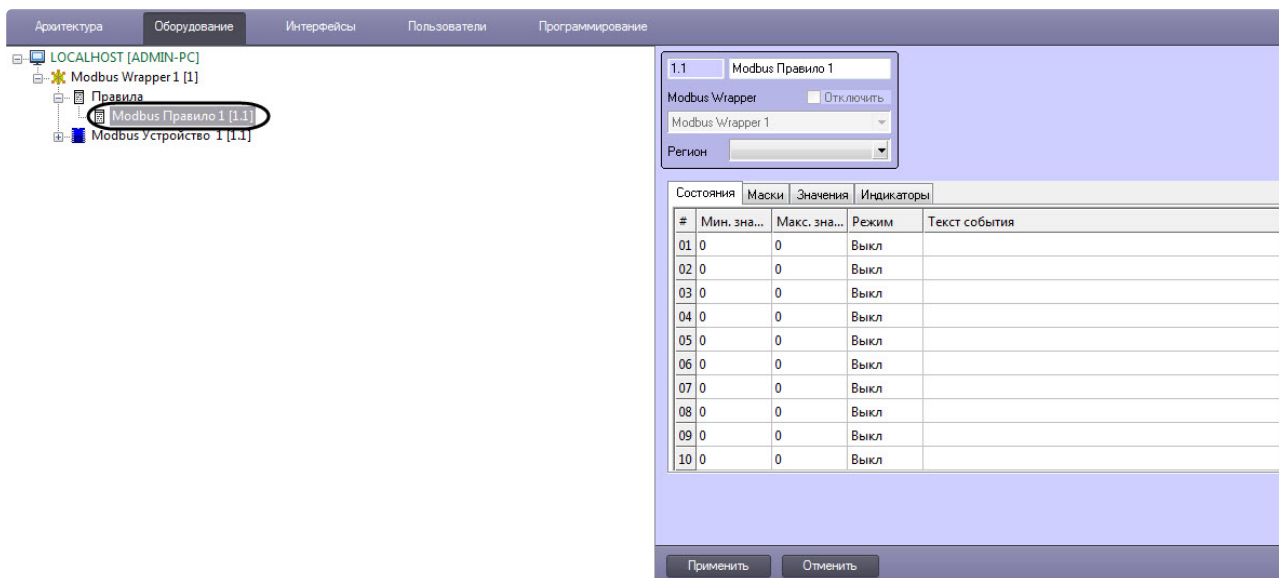 Архитектура Оборудование Интерфейсы Пользователи Программирование
LOCALHOST [ADMIN-PC]
Modbus Wrapper 1 [1]
Правила
Modbus Правило 1 [1.1]
Modbus Устройство 1 [1.1]
1.1 Modbus Правило 1
Modbus Wrapper Отключить
Modbus Wrapper 1
Регион
Состояния Маски Значения Индикаторы
# Мин. зна... Макс. зна... Режим Текст события
01 0 0 Выкл
02 0 0 Выкл
03 0 0 Выкл
04 0 0 Выкл
05 0 0 Выкл
06 0 0 Выкл
07 0 0 Выкл
08 0 0 Выкл
09 0 0 Выкл
10 0 0 Выкл
Применить Отменить